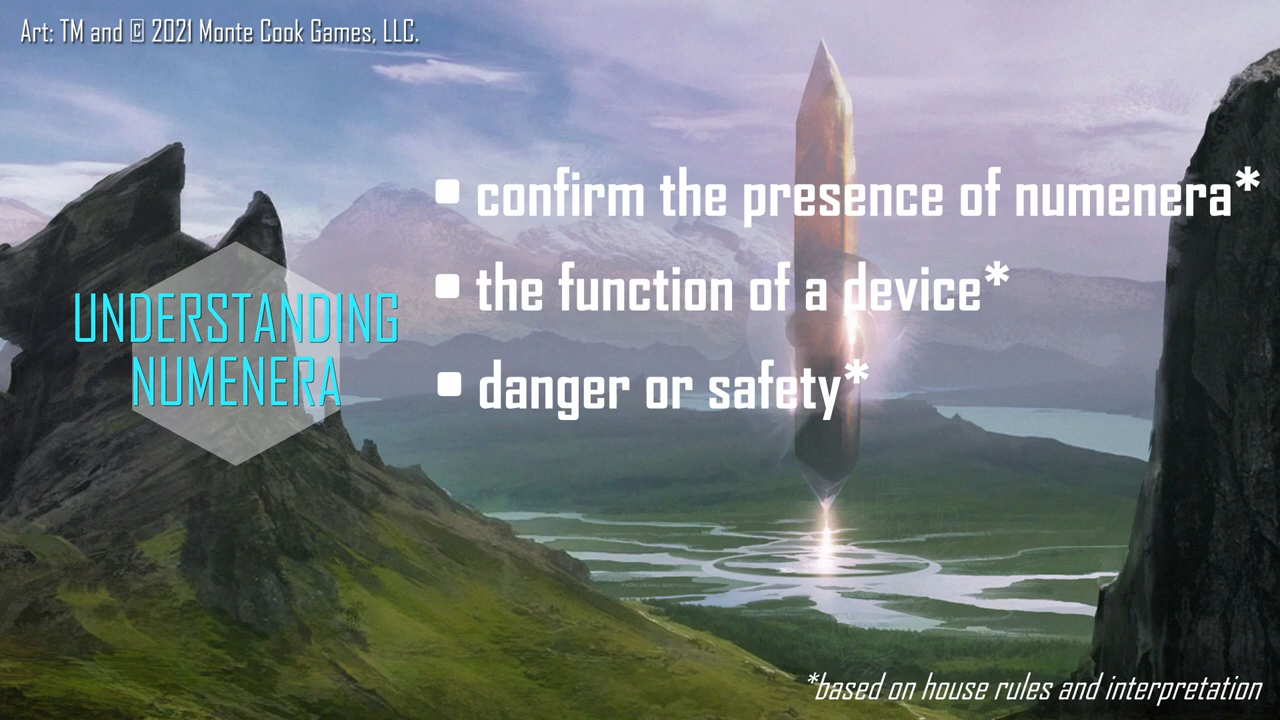 Art: TM and © 2021 Monte Cook Games, LLC.
UNDERSTANDING
NUMENERA
▪ confirm the presence of numenera*
▪ the function of a device*
▪ danger or safety*
*based on house rules and interpretation